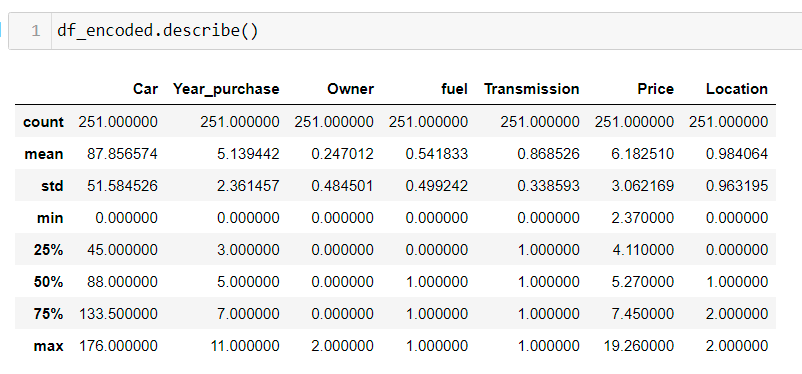 1 df_encoded.describe()
Car Year_purchase Owner fuel Transmission Price Location
count 251.000000 251.000000 251.000000 251.000000 251.000000 251.000000 251.000000
mean 87.856574 5.139442 0.247012 0.541833 0.868526 6.182510 0.984064
std 51.584526 2.361457 0.484501 0.499242 0.338593 3.062169 0.963195
min 0.000000 0.000000 0.000000 0.000000 0.000000 2.370000 0.000000
25% 45.000000 3.000000 0.000000 0.000000 1.000000 4.110000 0.000000
50% 88.000000 5.000000 0.000000 1.000000 1.000000 5.270000 1.000000
75% 133.500000 7.000000 0.000000 1.000000 1.000000 7.450000 2.000000
max 176.000000 11.000000 2.000000 1.000000 1.000000 19.260000 2.000000